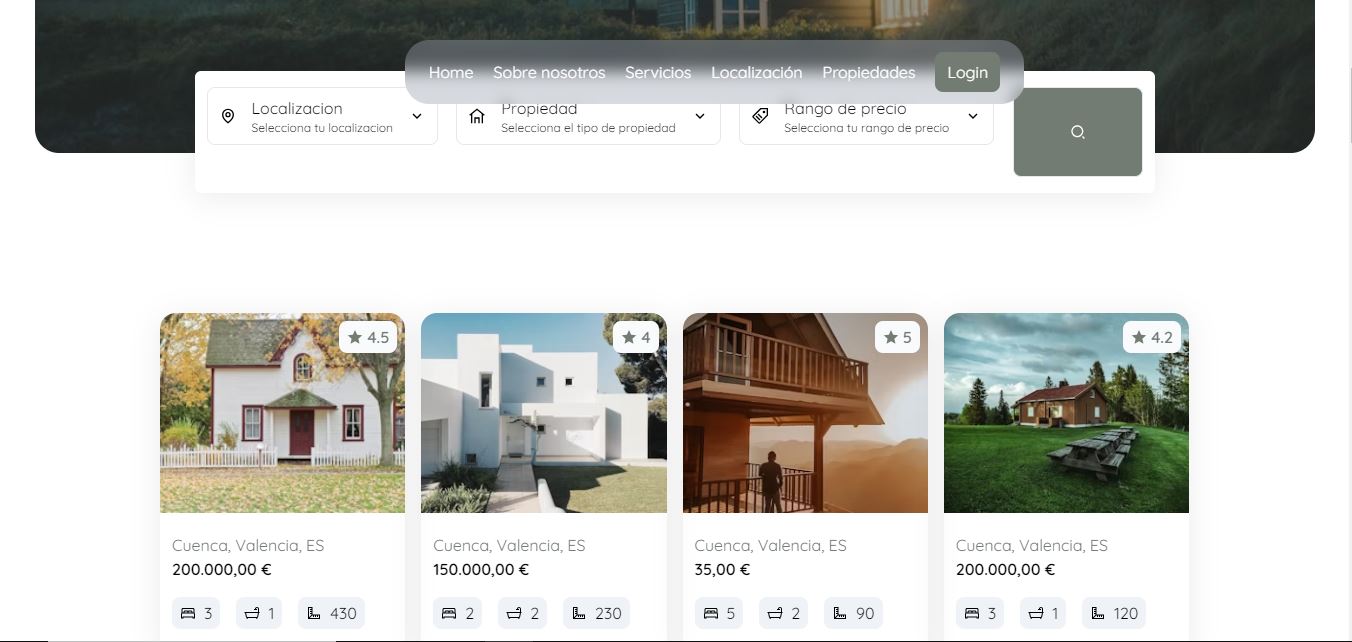 Home Sobre nosotros Servicios Localización Propiedades Login
Localizacion
Selecciona tu localizacion
Propiedad
Selecciona el tipo de propiedad
Rango de precio
Selecciona tu rango de precio
4.5
4
5
4.2
Cuenca, Valencia, ES
200.000,00 €
3 1 430
Cuenca, Valencia, ES
150.000,00 €
2 2 230
Cuenca, Valencia, ES
35,00 €
5 2 90
Cuenca, Valencia, ES
200.000,00 €
3 1 120